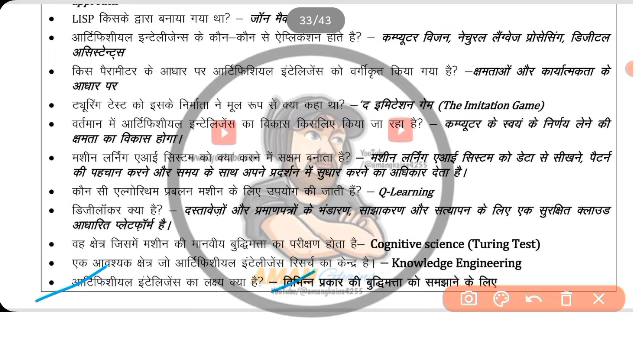 LISP किसके द्वारा बनाया गया था? – जॉन मैक
33/43
आर्टिफिशीयल इन्टेलीजेन्स के कौन–कौन से ऐप्लिकेशन होते है? – कम्प्यूटर विजन, नेचुरल लैंग्वेज प्रोसेसिंग, डिजीटल
असिस्टेन्ट्स
किस पैरामीटर के आधार पर आर्टिफिशियल इंटेलिजेंस को वर्गीकृत किया गया है? –क्षमताओं और कार्यात्मकता के
आधार पर
ट्यूरिंग टेस्ट को इसके निर्माता ने मूल रूप से क्या कहा था? –'द इमिटेशन गेम (The Imitation Game)
वर्तमान में आर्टिफीशीयल इन्टेलिजेंस का विकास किसलिए किया जा रहा है? – कम्प्यूटर के स्वयं के निर्णय लेने की
क्षमता का विकास होगा।
मशीन लर्निंग एआई सिस्टम को क्या करने में सक्षम बनाता है? – मशीन लर्निंग एआई सिस्टम को डेटा से सीखने, पैटर्न
की पहचान करने और समय के साथ अपने प्रदर्शन में सुधार करने का अधिकार देता है।
कौन सी एल्गोरिथम प्रबलन मशीन के लिए उपयोग की जाती हैं? – Q-Learning
डिजीलॉकर क्या है? – दस्तावेज़ों और प्रमाणपत्रों के भंडारण, साझाकरण और सत्यापन के लिए एक सुरक्षित क्लाउड
आधारित प्लेटफ़ॉर्म है।
वह क्षेत्र जिसमें मशीन की मानवीय बुद्धिमत्ता का परीक्षण होता है– Cognitive science (Turing Test)
एक आवश्यक क्षेत्र जो आर्टिफिशीयल इंटेलीजेंस रिसर्च का केन्द्र है। – Knowledge Engineering
आर्टिफिशीयल इंटेलिजेंस का लक्ष्य क्या है? – विभिन्न प्रकार की बुद्धिमत्ता को समझाने के लिए